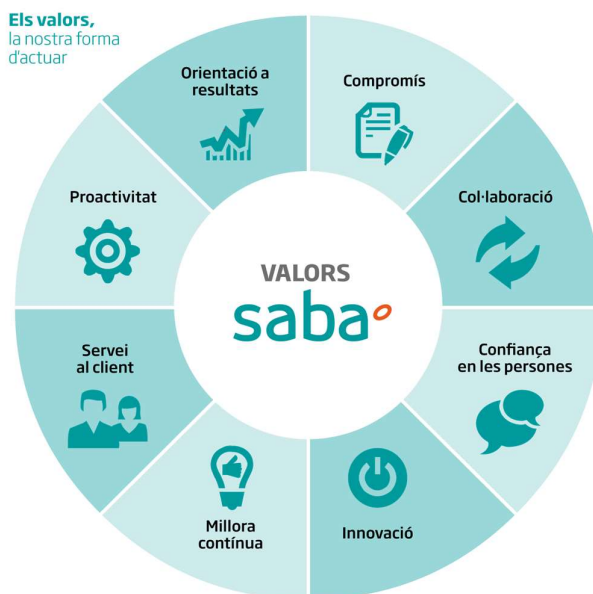 Els valors,
la nostra forma
d'actuar
Orientació a
resultats
Compromís
Proactivitat
Col·laboració
VALORS
saba
Servei
al client
Confiança
en les persones
Millora
contínua
Innovació